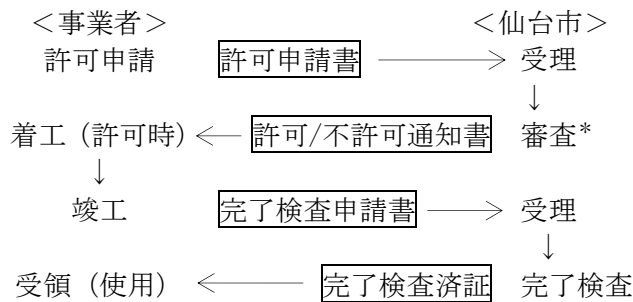 ＜事業者＞ ＜仙台市＞
許可申請 許可申請書 ――→ 受理
↓
着工（許可時）←― 許可/不許可通知書 審査*
↓
竣工 完了検査申請書 ―→ 受理
↓
受領（使用） ←―― 完了検査済証 完了検査